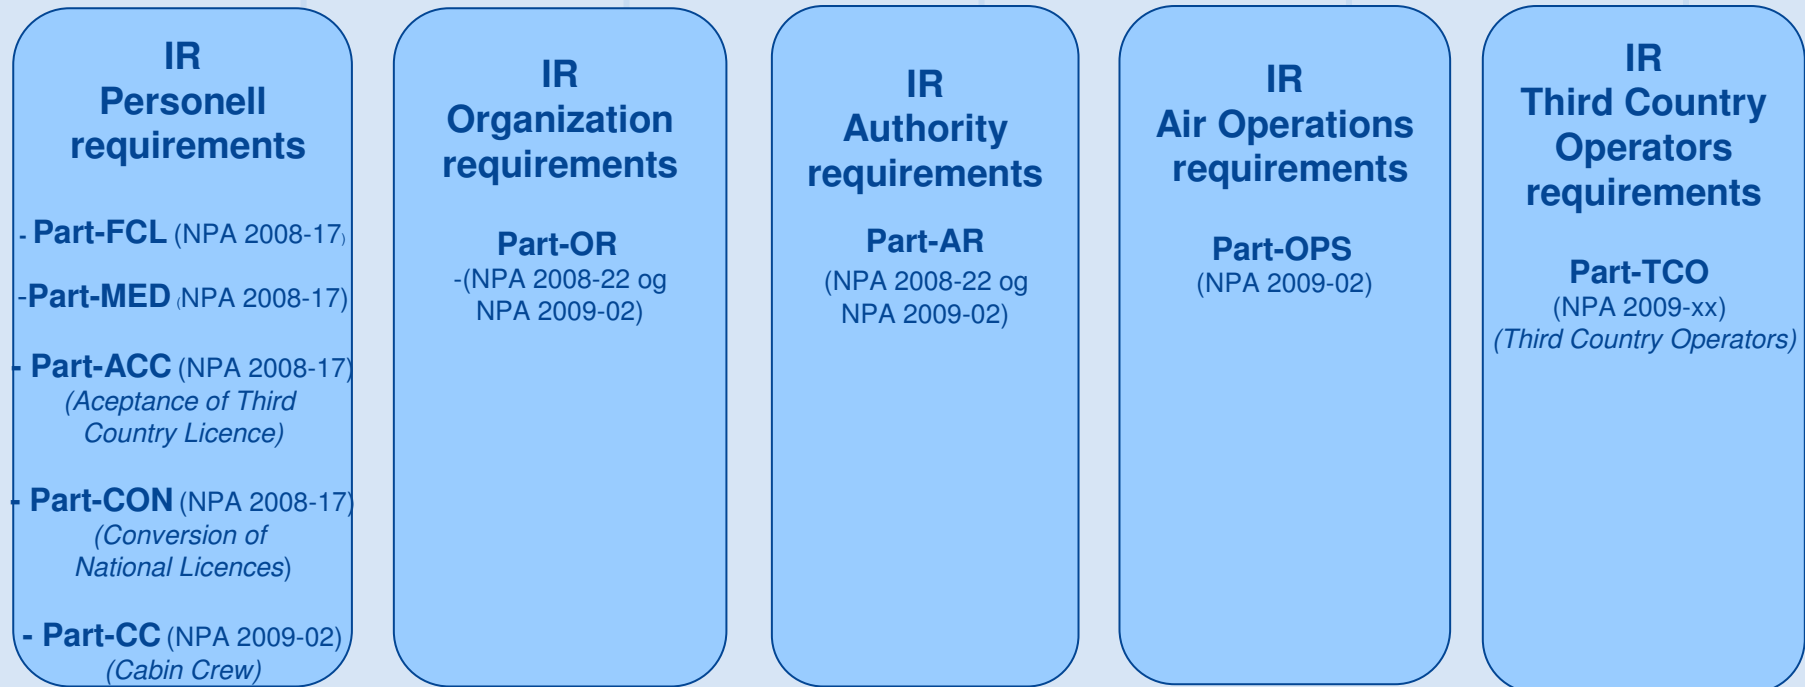 IR
Personell
requirements
- Part-FCL (NPA 2008-17)
-Part-MED (NPA 2008-17)
- Part-ACC (NPA 2008-17)
(Aceptance of Third
Country Licence)
- Part-CON (NPA 2008-17)
(Conversion of
National Licences)
- Part-CC (NPA 2009-02)
(Cabin Crew)
IR
Organization
requirements
Part-OR
-(NPA 2008-22 og
NPA 2009-02)
IR
Authority
requirements
Part-AR
(NPA 2008-22 og
NPA 2009-02)
IR
Air Operations
requirements
Part-OPS
(NPA 2009-02)
IR
Third Country
Operators
requirements
Part-TCO
(NPA 2009-xx)
(Third Country Operators)